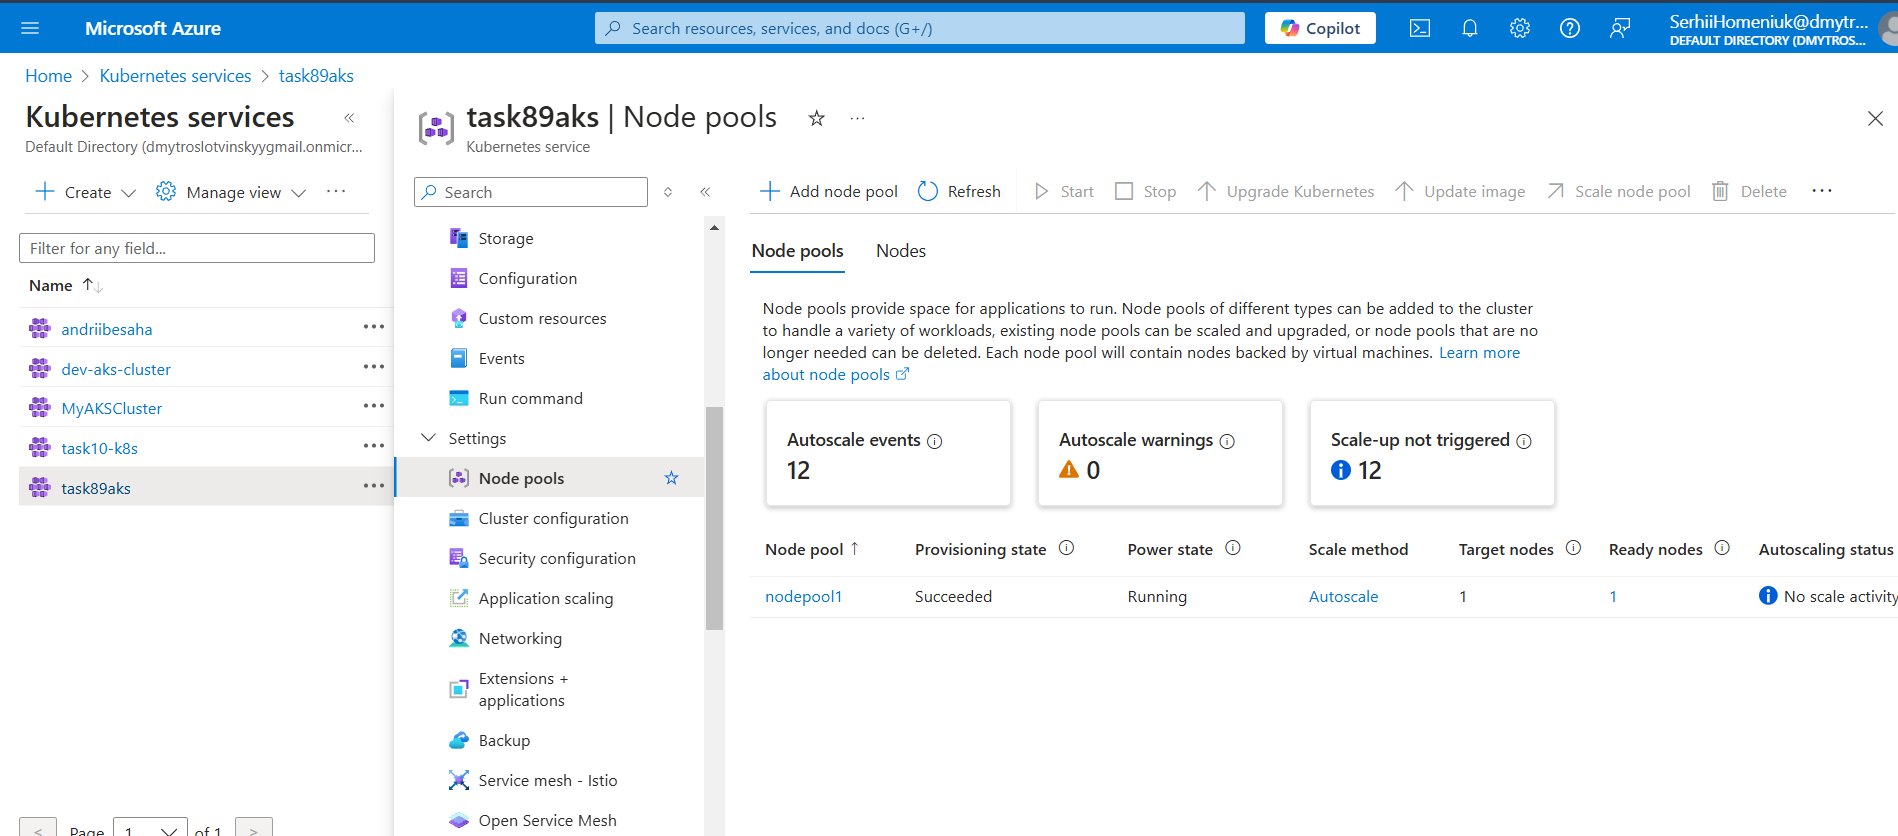 Microsoft Azure
Search resources, services, and docs (G+/)
Copilot
SerhiiHomeniuk@dmytr...
DEFAULT DIRECTORY (DMYTROS...
Home > Kubernetes services > task89aks
Kubernetes services
«
Default Directory (dmytroslotvinskyygmail.onmicr...
Create
Manage view
...
Filter for any field...
Name ↑↓
andriibesaha ...
dev-aks-cluster ...
MyAKSCluster ...
task10-k8s ...
task89aks ...
< Page 1 of 1 >
task89aks | Node pools
...
Kubernetes service
Search
«
Storage
Configuration
Custom resources
Events
Run command
Settings
Node pools
Cluster configuration
Security configuration
Application scaling
Networking
Extensions +
applications
Backup
Service mesh - Istio
Open Service Mesh
Add node pool
Refresh
Start
Stop
Upgrade Kubernetes
Update image
Scale node pool
Delete
...
Node pools
Nodes
Node pools provide space for applications to run. Node pools of different types can be added to the cluster
to handle a variety of workloads, existing node pools can be scaled and upgraded, or node pools that are no
longer needed can be deleted. Each node pool will contain nodes backed by virtual machines. Learn more
about node pools
Autoscale events
12
Autoscale warnings
0
Scale-up not triggered
12
Node pool ↑ Provisioning state Power state Scale method Target nodes Ready nodes Autoscaling status
nodepool1 Succeeded Running Autoscale 1 1 No scale activity